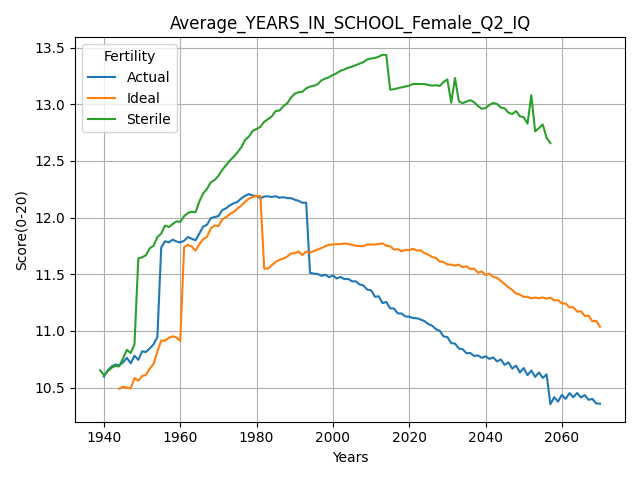 Average_YEARS_IN_SCHOOL_Female_Q2_IQ
Fertility
Actual
Ideal
Sterile
Score(0-20)
13.5
13.0
12.5
12.0
11.5
11.0
10.5
1940 1960 1980 2000 2020 2040 2060
Years